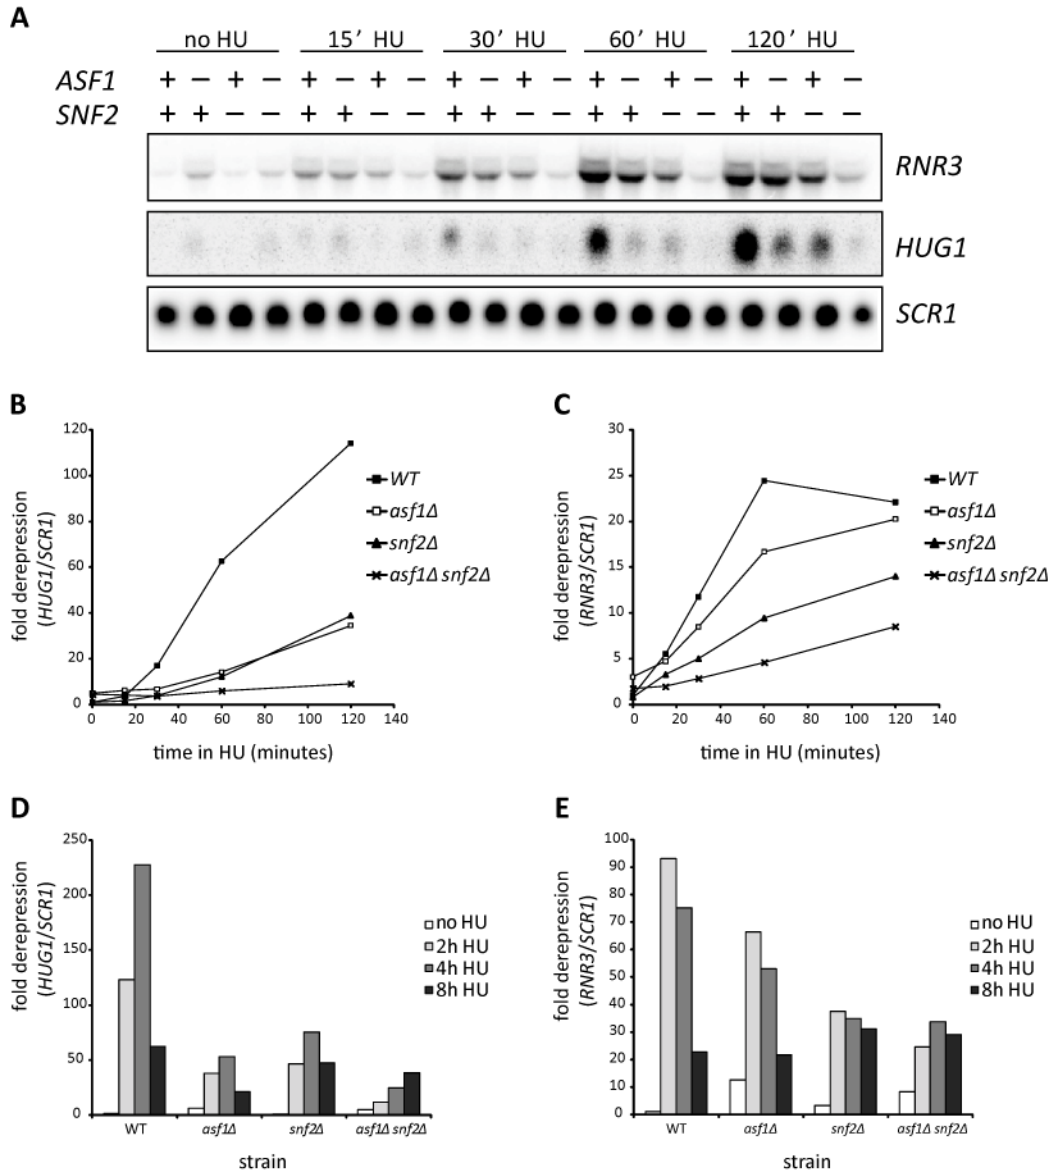 A
no HU 15′ HU 30′ HU 60′ HU 120′ HU
ASF1 + − + − + − + − + − + − + − + − + − + −
SNF2 + + − − + + − − + + − − + + − − + + − −
RNR3
HUG1
SCR1
B
fold derepression
(HUG1/SCR1)
120
100
80
60
40
20
0
0 20 40 60 80 100 120 140
time in HU (minutes)
WT
asf1Δ
snf2Δ
asf1Δ snf2Δ
C
fold derepression
(RNR3/SCR1)
30
25
20
15
10
5
0
0 20 40 60 80 100 120 140
time in HU (minutes)
WT
asf1Δ
snf2Δ
asf1Δ snf2Δ
D
fold derepression
(HUG1/SCR1)
250
200
150
100
50
0
WT asf1Δ snf2Δ asf1Δ snf2Δ
strain
no HU
2h HU
4h HU
8h HU
E
fold derepression
(RNR3/SCR1)
100
90
80
70
60
50
40
30
20
10
0
WT asf1Δ snf2Δ asf1Δ snf2Δ
strain
no HU
2h HU
4h HU
8h HU